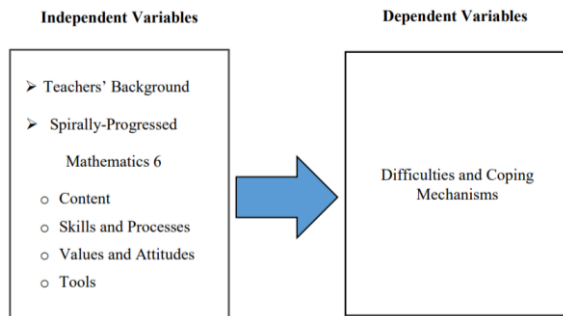 Independent Variables
➢ Teachers' Background
➢ Spirally-Progressed
Mathematics 6
o Content
o Skills and Processes
o Values and Attitudes
o Tools
Dependent Variables
Difficulties and Coping
Mechanisms